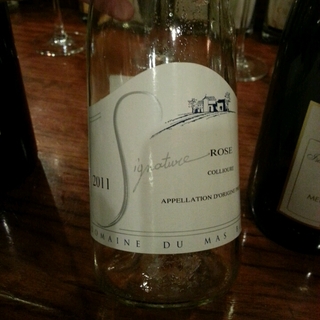 Signature
ROSE
COLLIOURE
2011
APPELLATION D'ORIGINE
DOMAINE DU MAS